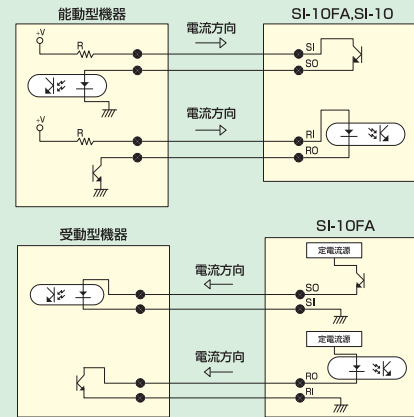 能動型機器
SI-10FA,SI-10
+V
R
電流方向
SI
SO
電流方向
+V
R
RI
RO
受動型機器
SI-10FA
定電流源
電流方向
SO
SI
定電流源
電流方向
RO
RI